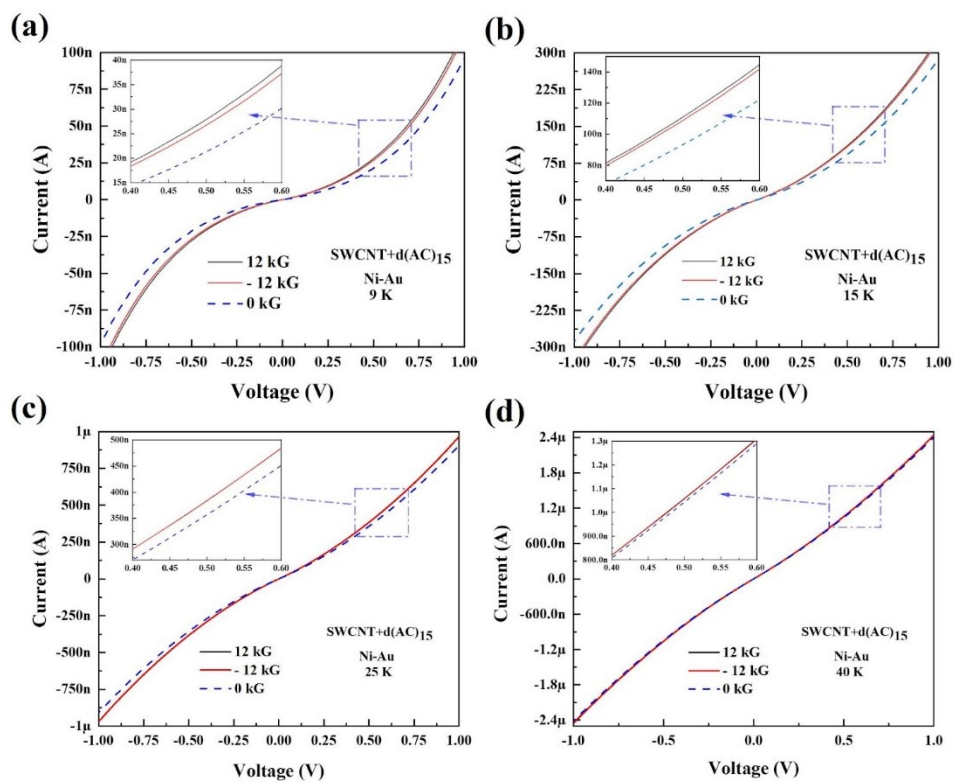 (a)
100n
75n
50n
25n
0
-25n
-50n
-75n
-100n
Current (A)
40n
35n
30n
25n
20n
15n
0.40 0.45 0.50 0.55 0.60
12 kG
- 12 kG
0 kG
SWCNT+d(AC)15
Ni-Au
9 K
-1.00 -0.75 -0.50 -0.25 0.00 0.25 0.50 0.75 1.00
Voltage (V)
(b)
300n
225n
150n
75n
0
-75n
-150n
-225n
-300n
Current (A)
140n
120n
100n
80n
0.40 0.45 0.50 0.55 0.60
12 kG
- 12 kG
0 kG
SWCNT+d(AC)15
Ni-Au
15 K
-1.00 -0.75 -0.50 -0.25 0.00 0.25 0.50 0.75 1.00
Voltage (V)
(c)
1µ
750n
500n
250n
0
-250n
-500n
-750n
-1µ
Current (A)
500n
450n
400n
350n
300n
0.40 0.45 0.50 0.55 0.60
12 kG
- 12 kG
0 kG
SWCNT+d(AC)15
Ni-Au
25 K
-1.00 -0.75 -0.50 -0.25 0.00 0.25 0.50 0.75 1.00
Voltage (V)
(d)
2.4µ
1.8µ
1.2µ
600.0n
0.0
-600.0n
-1.2µ
-1.8µ
-2.4µ
Current (A)
1.3µ
1.2µ
1.1µ
1.0µ
900.0n
800.0n
0.40 0.45 0.50 0.55 0.60
12 kG
- 12 kG
0 kG
SWCNT+d(AC)15
Ni-Au
40 K
-1.0 -0.5 0.0 0.5 1.0
Voltage (V)